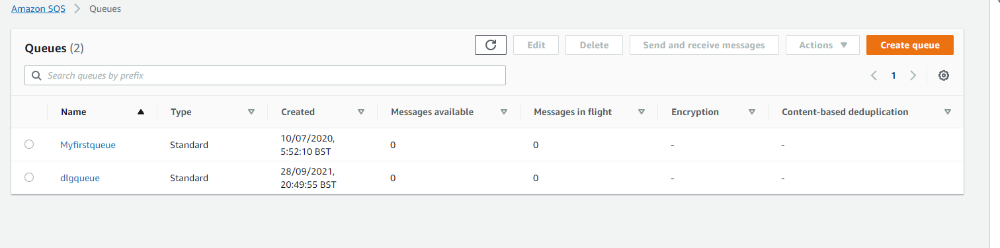 Amazon SQS > Queues
Queues (2)
Edit Delete Send and receive messages Actions Create queue
Search queues by prefix
1
Name Type Created Messages available Messages in flight Encryption Content-based deduplication
Myfirstqueue Standard 10/07/2020, 5:52:10 BST 0 0 - -
dlgqueue Standard 28/09/2021, 20:49:55 BST 0 0 - -